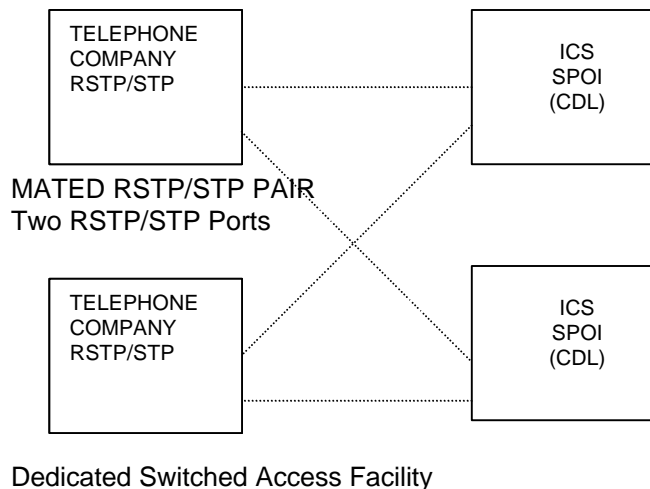 TELEPHONE
COMPANY
RSTP/STP
ICS
SPOI
(CDL)
MATED RSTP/STP PAIR
Two RSTP/STP Ports
TELEPHONE
COMPANY
RSTP/STP
ICS
SPOI
(CDL)
Dedicated Switched Access Facility